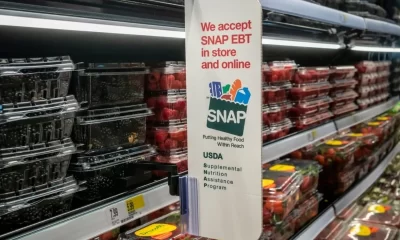 We accept
SNAP EBT
in store
and online
SNAP
Putting Healthy Food
Within Reach
USDA
Supplemental
Nutrition
Assistance
Program